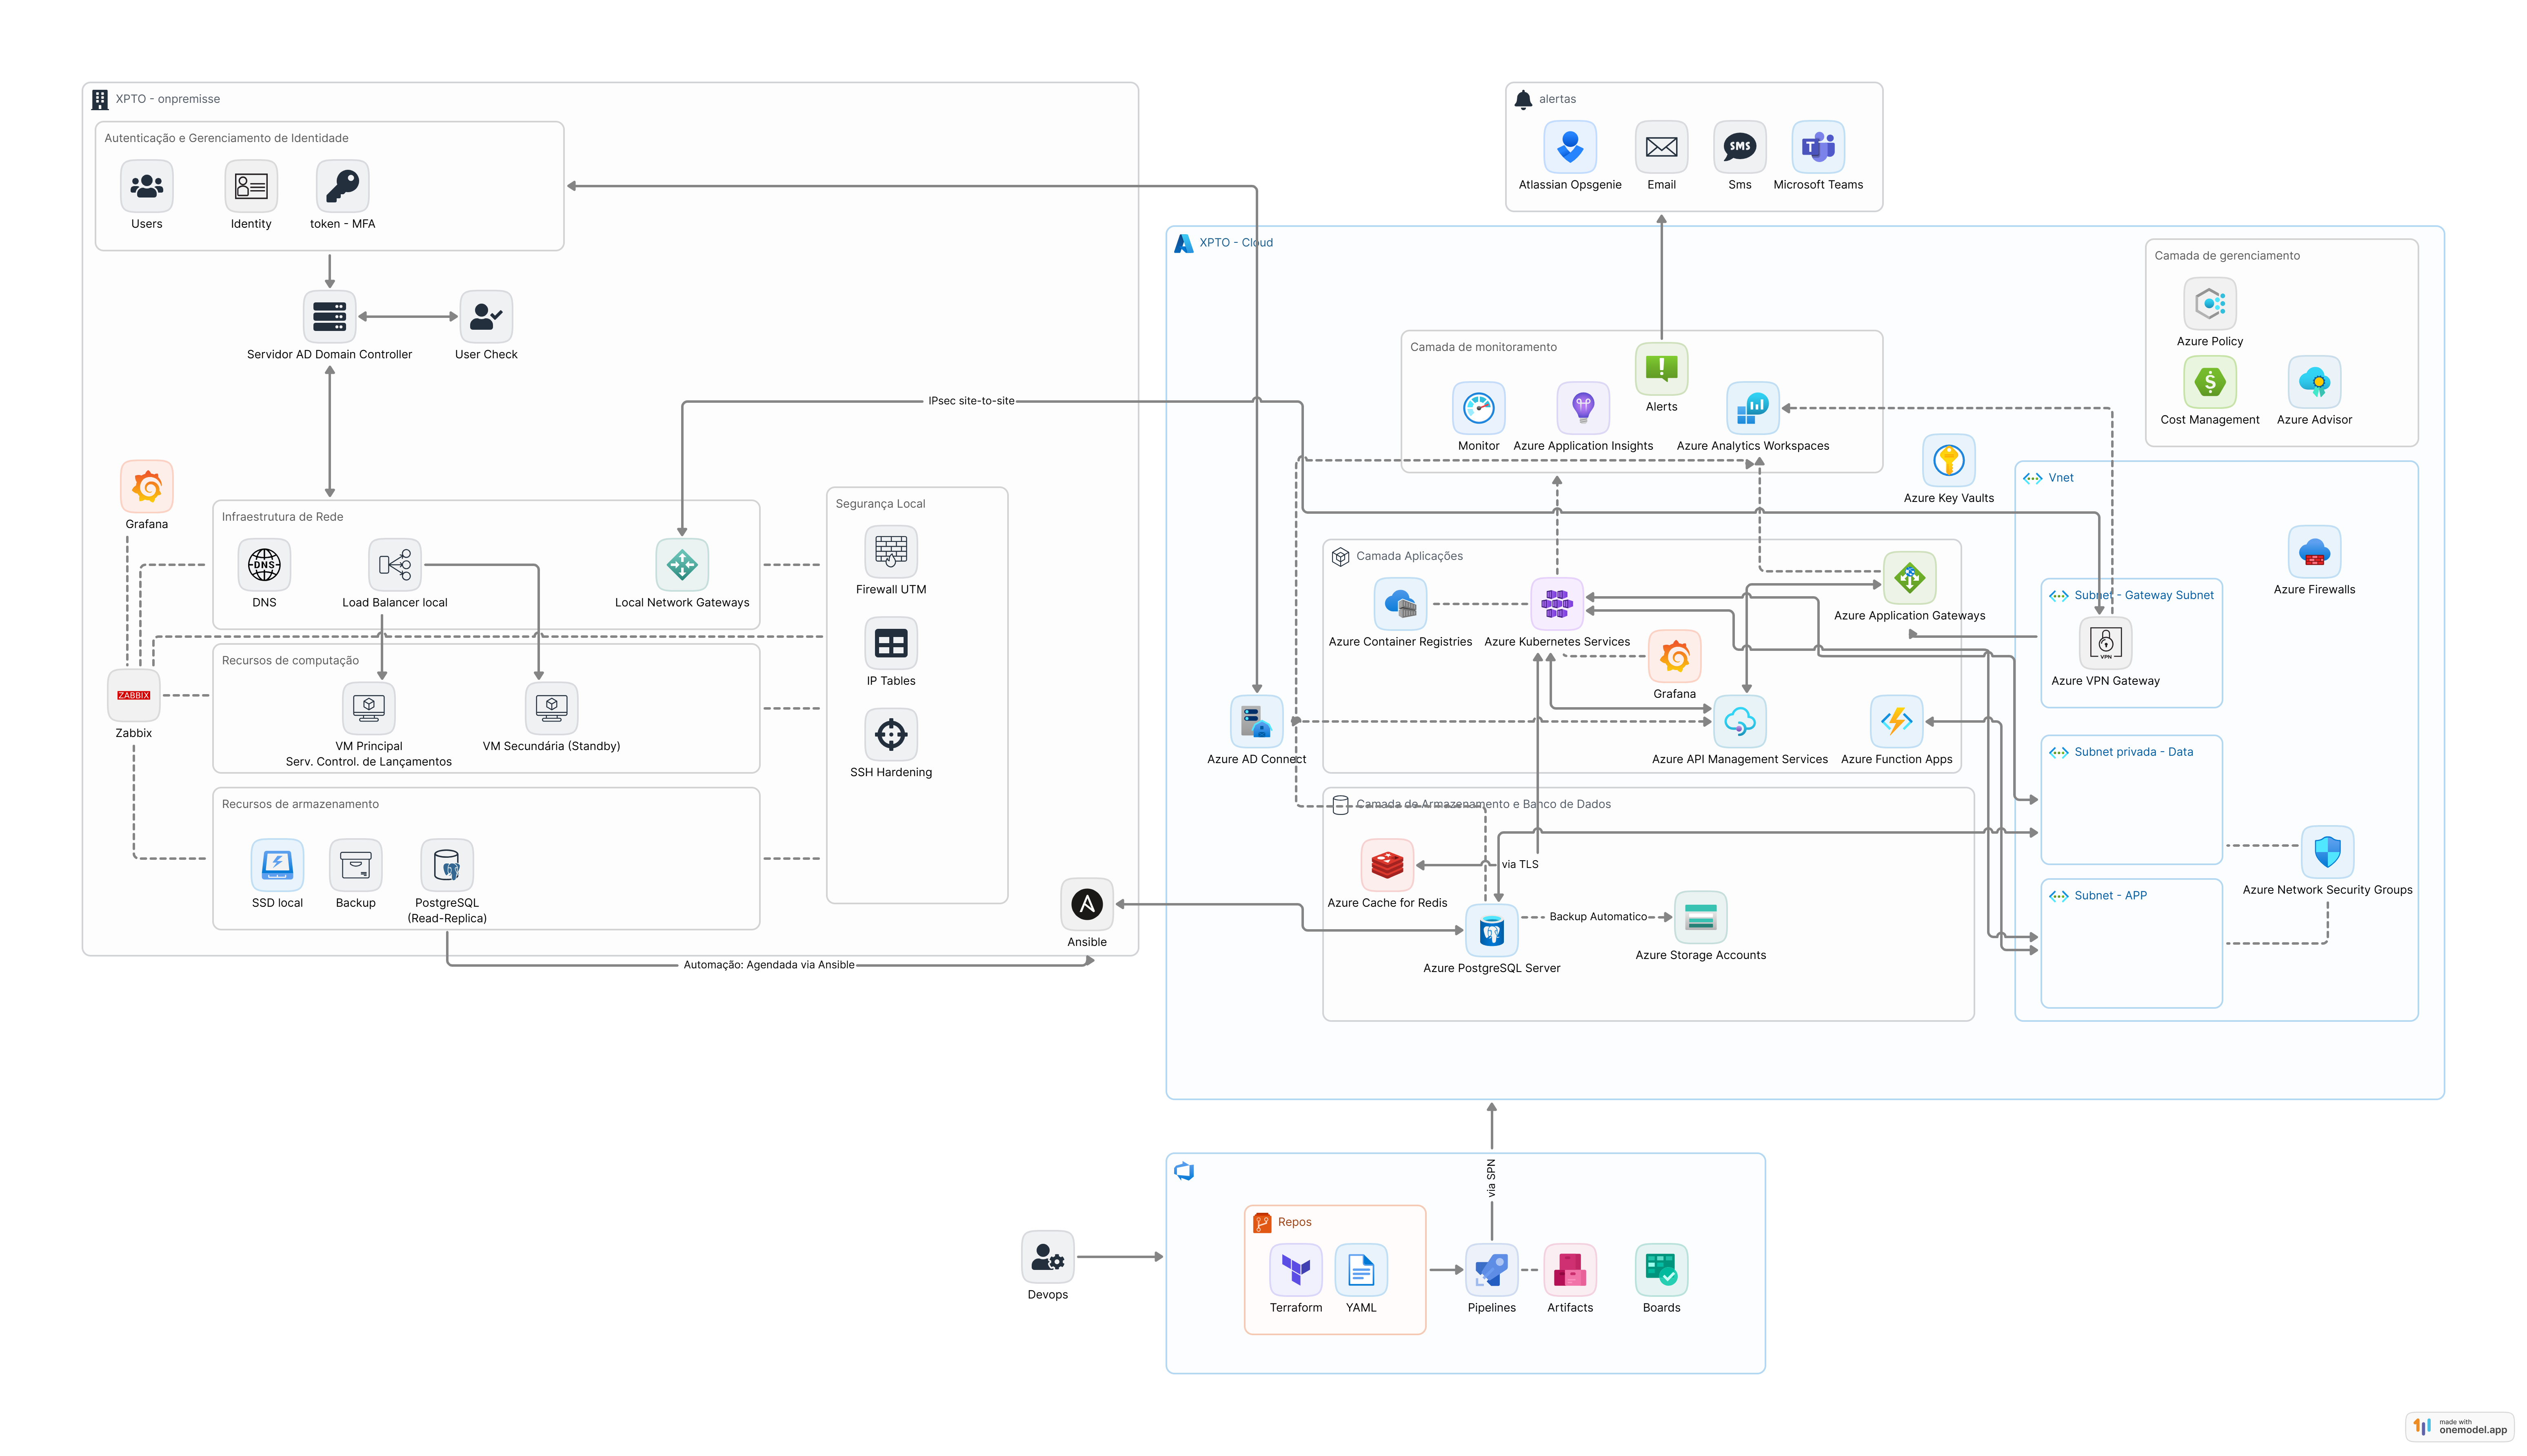 XPTO - onpremisse
Autenticação e Gerenciamento de Identidade
Users
Identity
token - MFA
Servidor AD Domain Controller
User Check
IPsec site-to-site
Grafana
Infraestrutura de Rede
DNS
Load Balancer local
Local Network Gateways
Segurança Local
Firewall UTM
IP Tables
SSH Hardening
ZABBIX
Zabbix
Recursos de computação
VM Principal
Serv. Control. de Lançamentos
VM Secundária (Standby)
Recursos de armazenamento
SSD local
Backup
PostgreSQL
(Read-Replica)
Ansible
Automação: Agendada via Ansible
alertas
Atlassian Opsgenie
Email
SMS
Sms
Microsoft Teams
XPTO - Cloud
Camada de monitoramento
Alerts
Monitor
Azure Application Insights
Azure Analytics Workspaces
Camada de gerenciamento
Azure Policy
Cost Management
Azure Advisor
Azure Key Vaults
Vnet
Azure Firewalls
Subnet - Gateway Subnet
VPN
Azure VPN Gateway
Subnet privada - Data
Subnet - APP
Azure Network Security Groups
Camada Aplicações
Azure Container Registries
Azure Kubernetes Services
Grafana
Azure Application Gateways
Azure API Management Services
Azure Function Apps
Azure AD Connect
Camada de Armazenamento e Banco de Dados
Azure Cache for Redis
via TLS
Azure PostgreSQL Server
Backup Automatico
Azure Storage Accounts
via SPN
Devops
Repos
Terraform
YAML
Pipelines
Artifacts
Boards
made with
onemodel.app